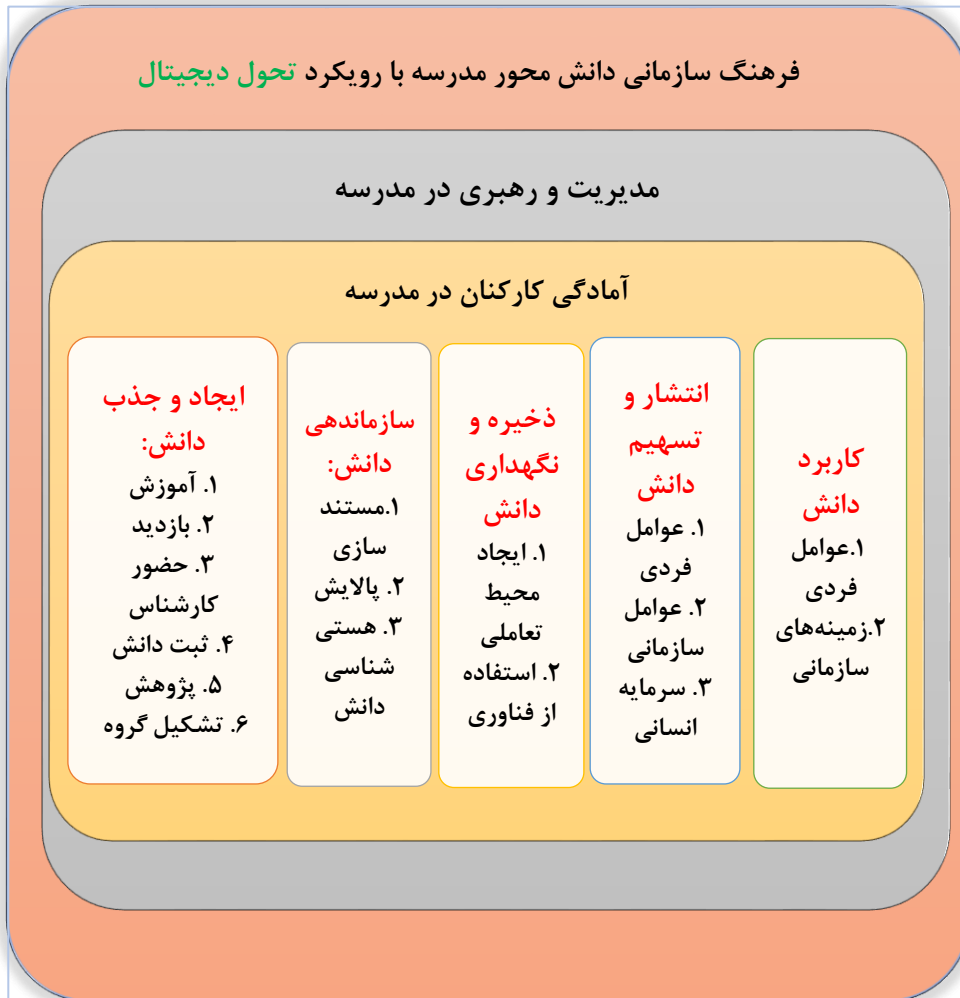 فرهنگ سازمانی دانش محور مدرسه با رویکرد تحول دیجیتال
مدیریت و رهبری در مدرسه
آمادگی کارکنان در مدرسه
کاربرد
دانش
۱.عوامل
فردی
۲.زمینه‌های
سازمانی
انتشار و
تسهیم
دانش
۱. عوامل
فردی
۲. عوامل
سازمانی
۳. سرمایه
انسانی
ذخیره و
نگهداری
دانش
۱. ایجاد
محیط
تعاملی
۲. استفاده
از فناوری
سازماندهی
دانش:
۱.مستند
سازی
۲. پالایش
۳. هستی
شناسی
دانش
ایجاد و جذب
دانش:
۱. آموزش
۲. بازدید
۳. حضور
کارشناس
۴. ثبت دانش
۵. پژوهش
۶. تشکیل گروه